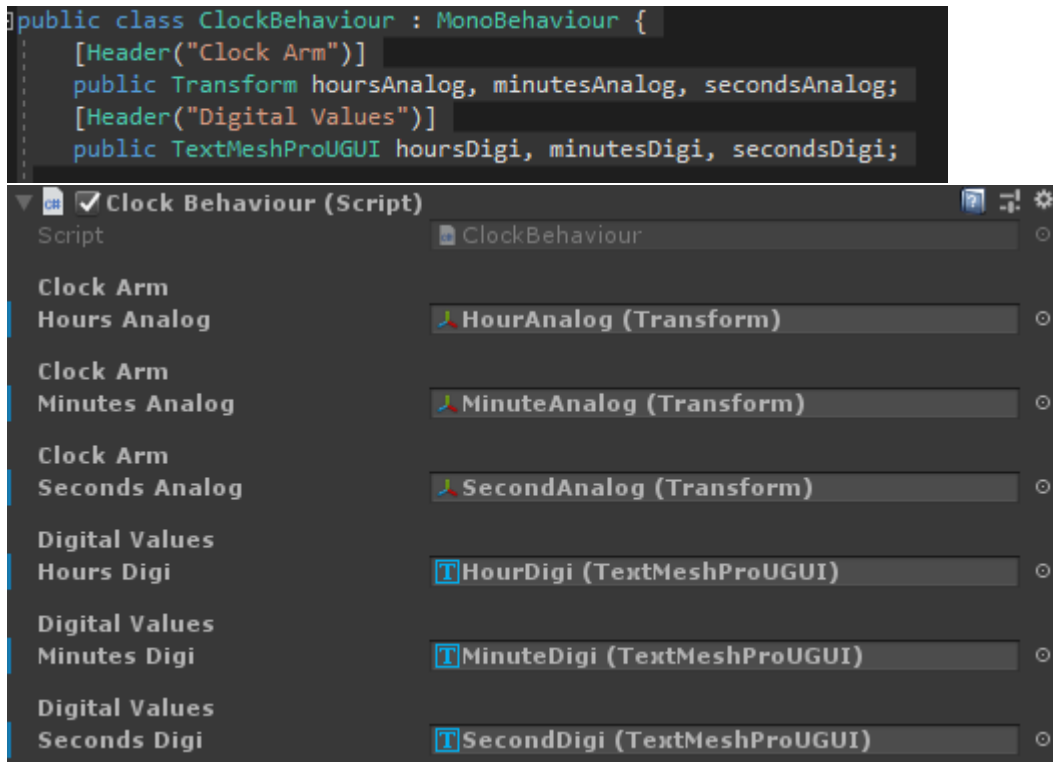 public class ClockBehaviour : MonoBehaviour {
[Header("Clock Arm")]
public Transform hoursAnalog, minutesAnalog, secondsAnalog;
[Header("Digital Values")]
public TextMeshProUGUI hoursDigi, minutesDigi, secondsDigi;
Clock Behaviour (Script)
Script ClockBehaviour
Clock Arm
Hours Analog HourAnalog (Transform)
Clock Arm
Minutes Analog MinuteAnalog (Transform)
Clock Arm
Seconds Analog SecondAnalog (Transform)
Digital Values
Hours Digi HourDigi (TextMeshProUGUI)
Digital Values
Minutes Digi MinuteDigi (TextMeshProUGUI)
Digital Values
Seconds Digi SecondDigi (TextMeshProUGUI)